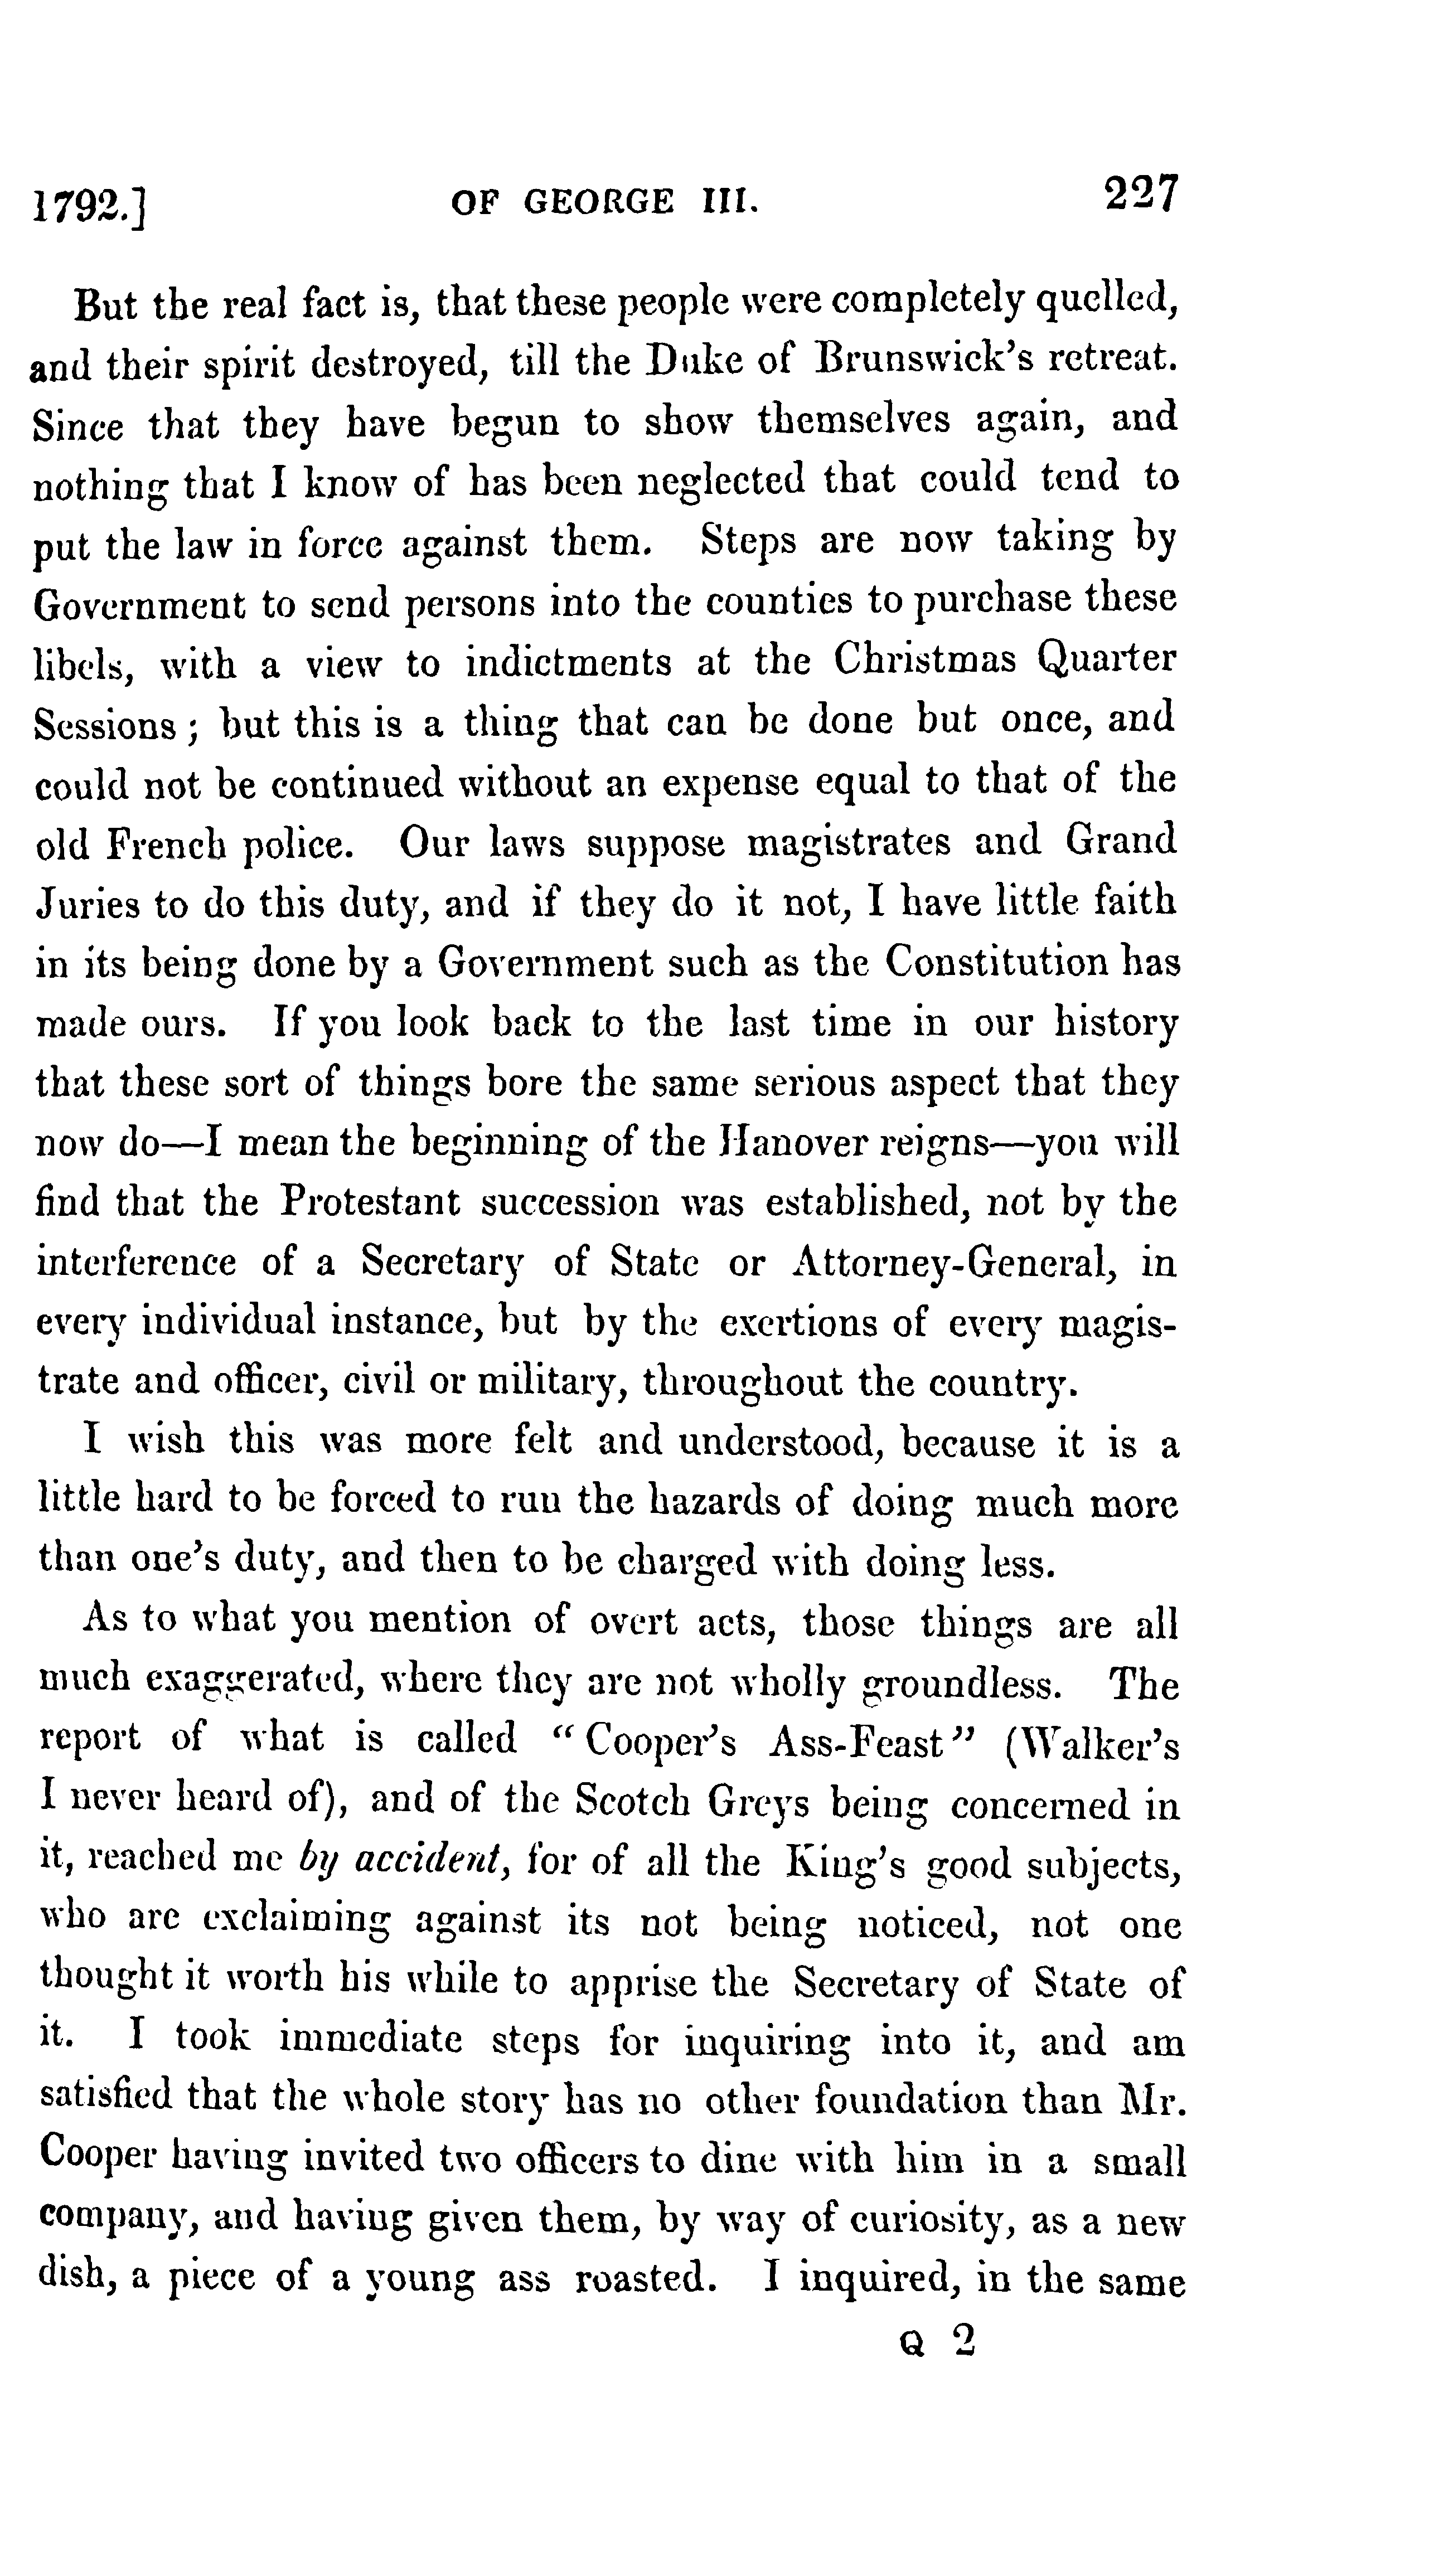 1792.] OF GEORGE III. 227
But the real fact is, that these people were completely quelled,
and their spirit destroyed, till the Duke of Brunswick's retreat.
Since that they have begun to show themselves again, and
nothing that I know of has been neglected that could tend to
put the law in force against them. Steps are now taking by
Government to send persons into the counties to purchase these
libels, with a view to indictments at the Christmas Quarter
Sessions; but this is a thing that can be done but once, and
could not be continued without an expense equal to that of the
old French police. Our laws suppose magistrates and Grand
Juries to do this duty, and if they do it not, I have little faith
in its being done by a Government such as the Constitution has
made ours. If you look back to the last time in our history
that these sort of things bore the same serious aspect that they
now do—I mean the beginning of the Hanover reigns—you will
find that the Protestant succession was established, not by the
interference of a Secretary of State or Attorney-General, in
every individual instance, but by the exertions of every magis-
trate and officer, civil or military, throughout the country.
I wish this was more felt and understood, because it is a
little hard to be forced to run the hazards of doing much more
than one's duty, and then to be charged with doing less.
As to what you mention of overt acts, those things are all
much exaggerated, where they are not wholly groundless. The
report of what is called "Cooper's Ass-Feast" (Walker's
I never heard of), and of the Scotch Greys being concerned in
it, reached me by accident, for of all the King's good subjects,
who are exclaiming against its not being noticed, not one
thought it worth his while to apprise the Secretary of State of
it. I took immediate steps for inquiring into it, and am
satisfied that the whole story has no other foundation than Mr.
Cooper having invited two officers to dine with him in a small
company, and having given them, by way of curiosity, as a new
dish, a piece of a young ass roasted. I inquired, in the same
Q 2